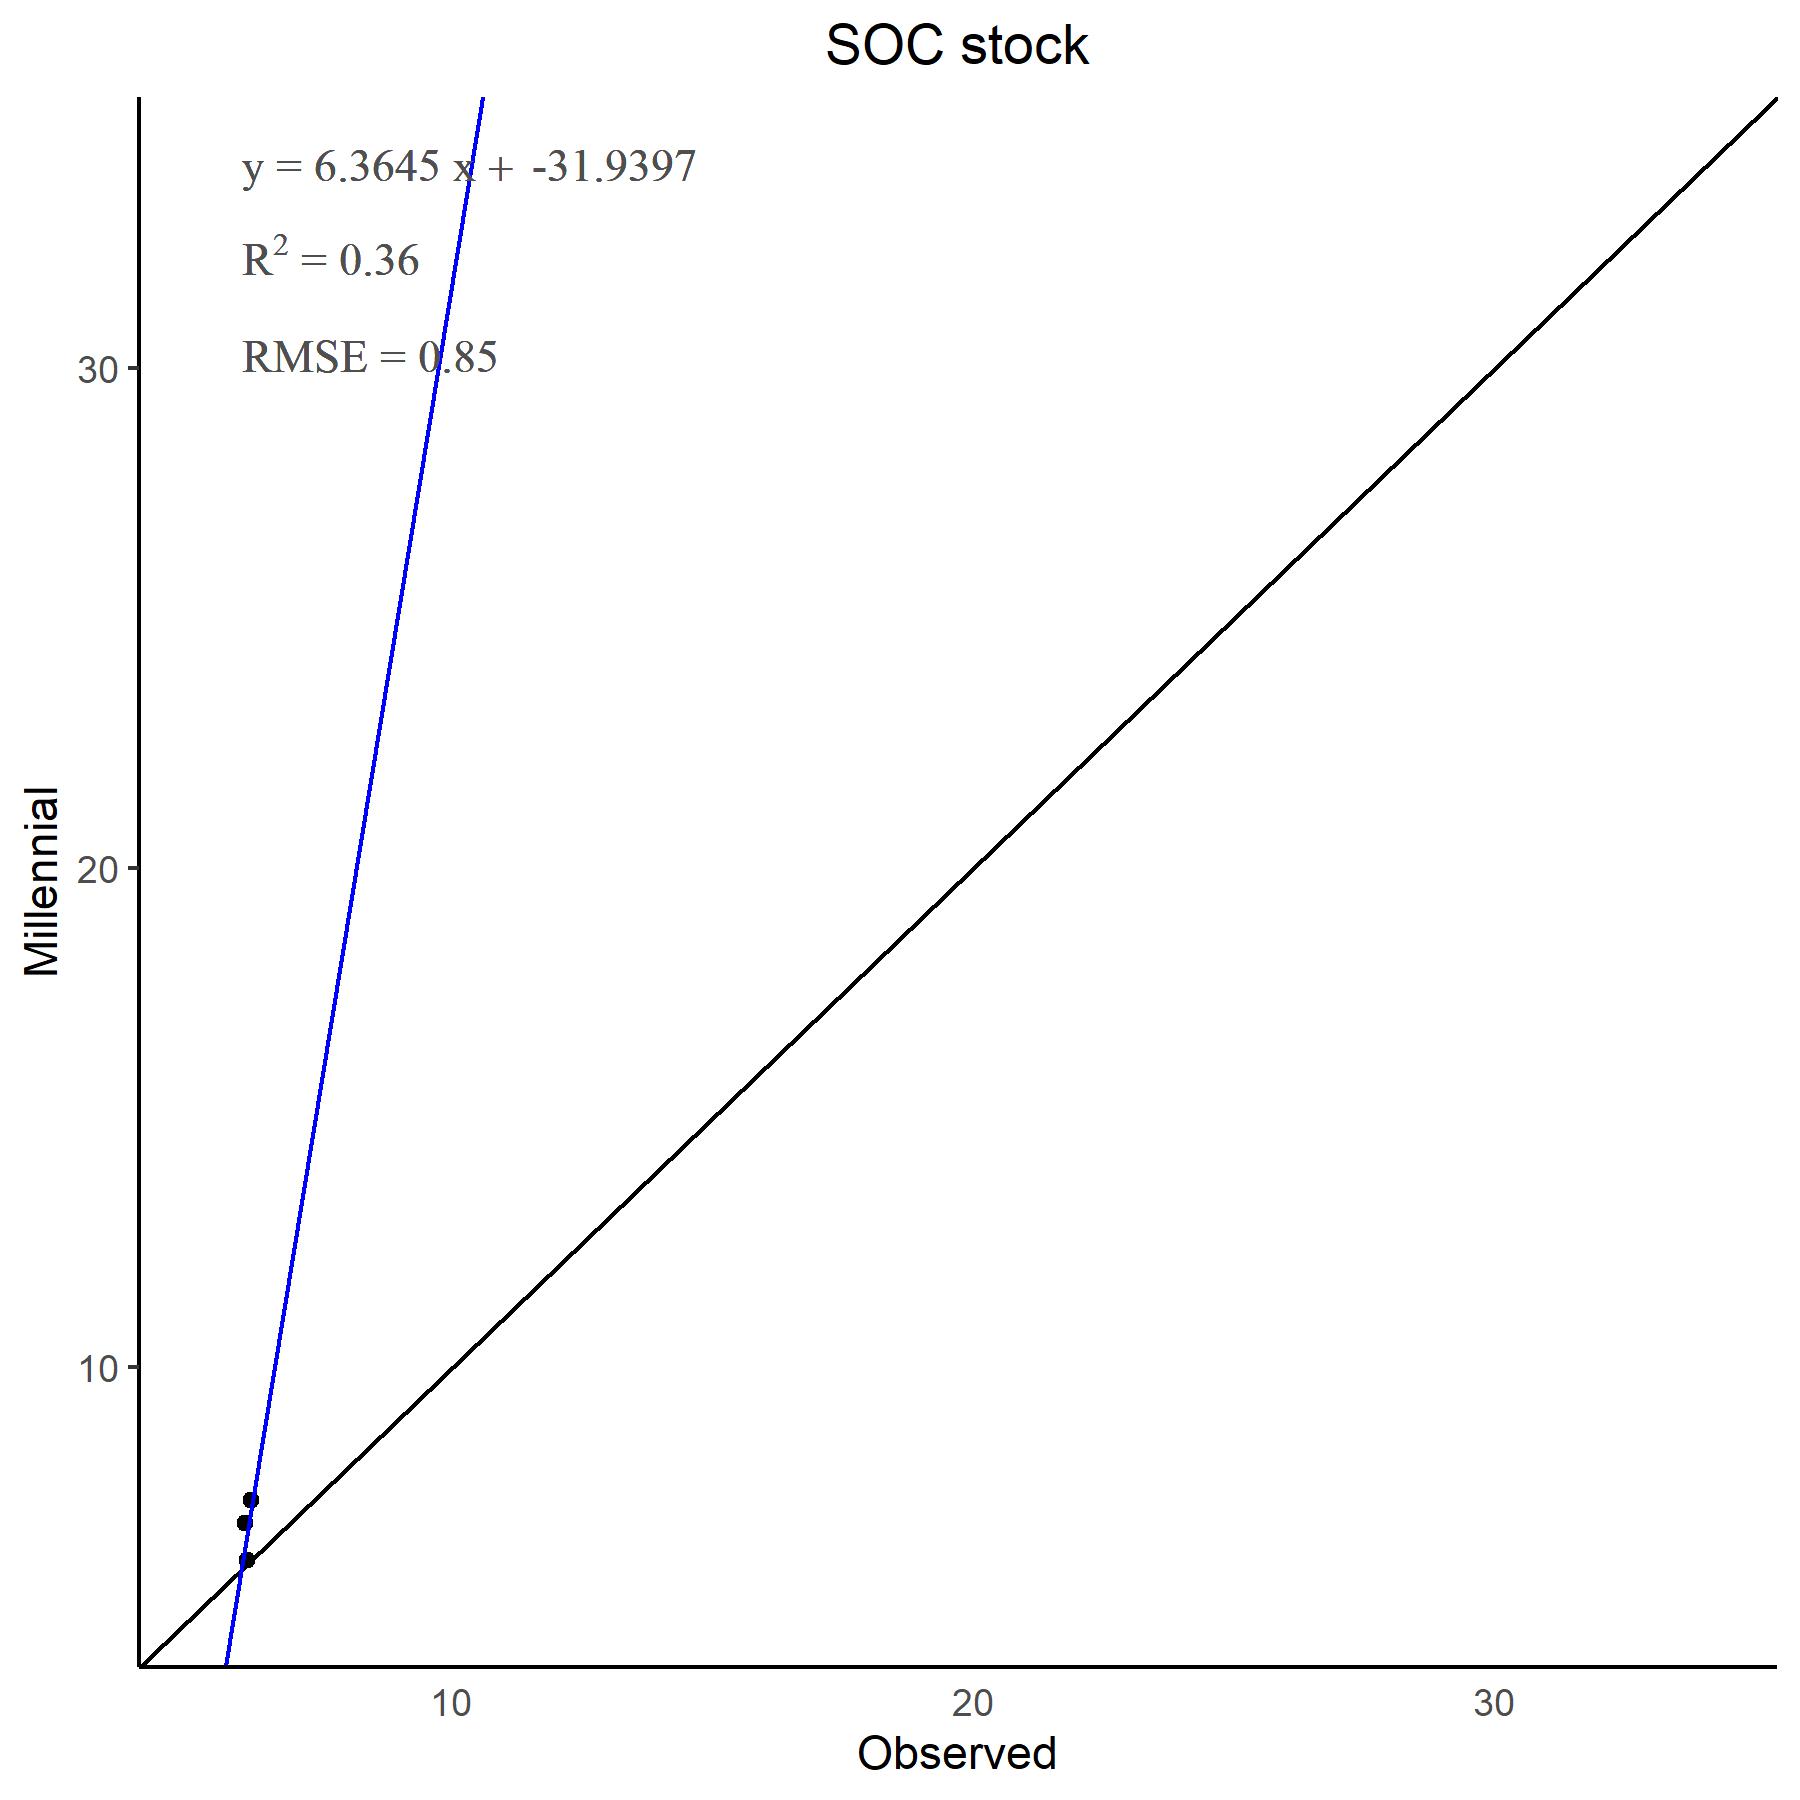 SOC stock
y = 6.3645 x + -31.9397
R² = 0.36
RMSE = 0.85
30
20
10
Millennial
10 20 30
Observed